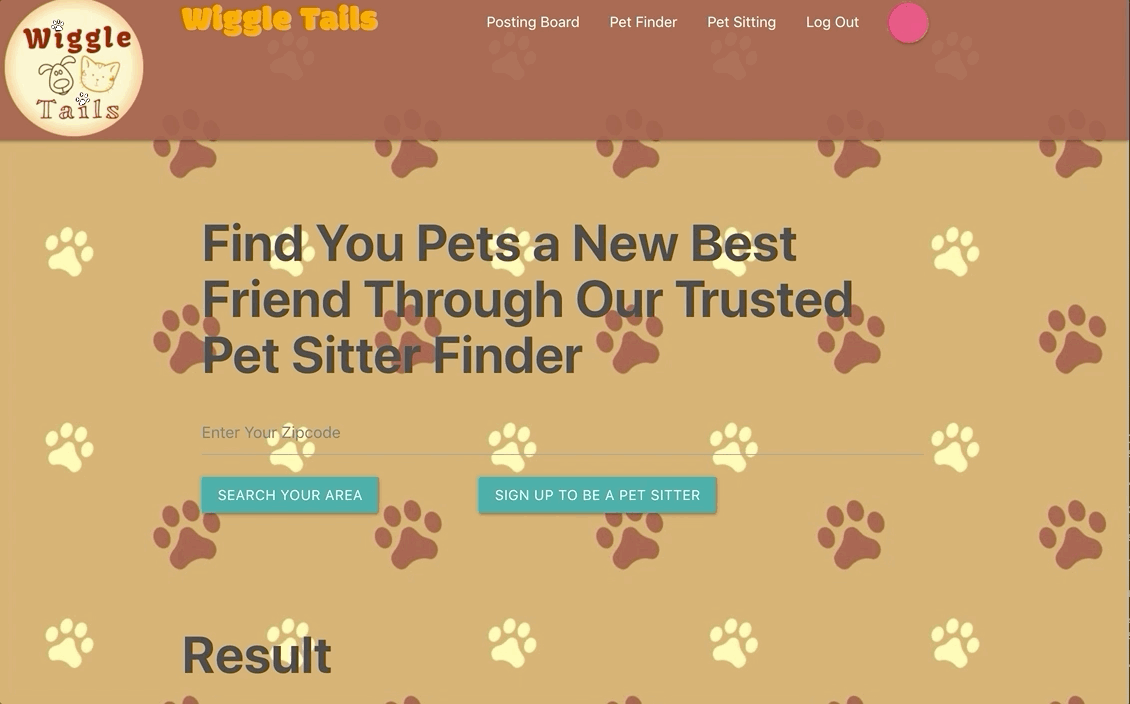 Wiggle
Tails
Wiggle Tails
Posting Board
Pet Finder
Pet Sitting
Log Out
Find You Pets a New Best
Friend Through Our Trusted
Pet Sitter Finder
Enter Your Zipcode
SEARCH YOUR AREA
SIGN UP TO BE A PET SITTER
Result